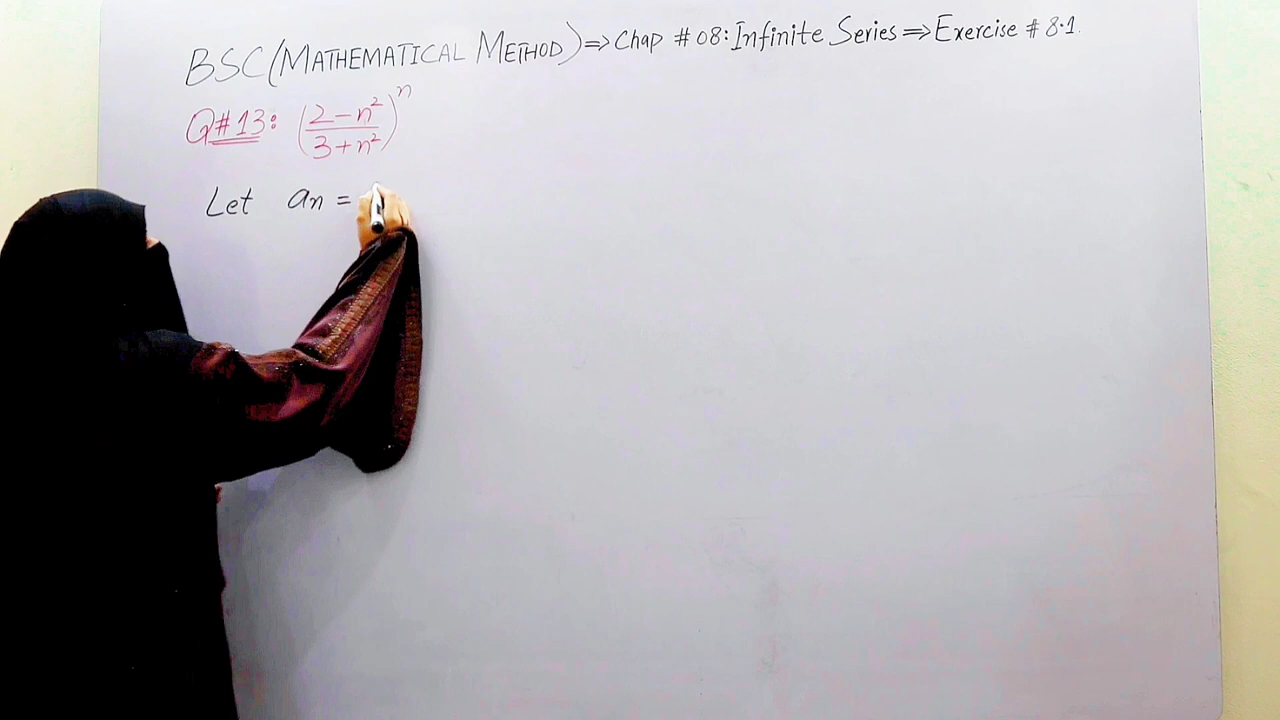 BSC(MATHEMATICAL METHOD)⇒Chap # 08: Infinite Series⇒Exercise # 8.1.
Q#13: ((2-n²)/(3+n²))ⁿ
Let an =